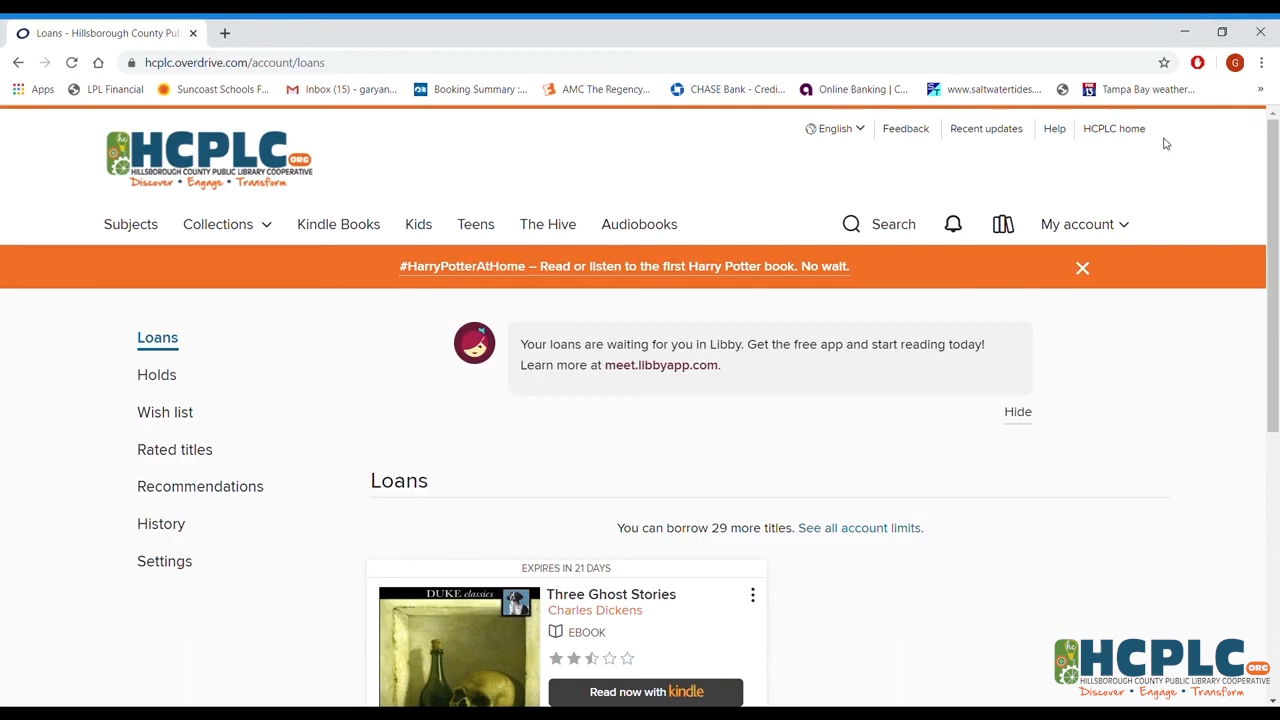 Loans - Hillsborough County Pub
hcplc.overdrive.com/account/loans
G
Apps
LPL Financial
Suncoast Schools F...
Inbox (15) - garyan...
Booking Summary :...
AMC The Regency...
CHASE Bank - Credi...
Online Banking | C...
www.saltwatertides....
Tampa Bay weather...
»
HCPLC.ORG
HILLSBOROUGH COUNTY PUBLIC LIBRARY COOPERATIVE
Discover • Engage • Transform
English
Feedback
Recent updates
Help
HCPLC home
Subjects
Collections
Kindle Books
Kids
Teens
The Hive
Audiobooks
Search
My account
#HarryPotterAtHome – Read or listen to the first Harry Potter book. No wait.
Loans
Holds
Wish list
Rated titles
Recommendations
History
Settings
Your loans are waiting for you in Libby. Get the free app and start reading today!
Learn more at meet.libbyapp.com.
Hide
Loans
You can borrow 29 more titles. See all account limits.
EXPIRES IN 21 DAYS
DUKE classics
Three Ghost Stories
Charles Dickens
EBOOK
Read now with kindle
HCPLC.ORG
HILLSBOROUGH COUNTY PUBLIC LIBRARY COOPERATIVE
Discover • Engage • Transform